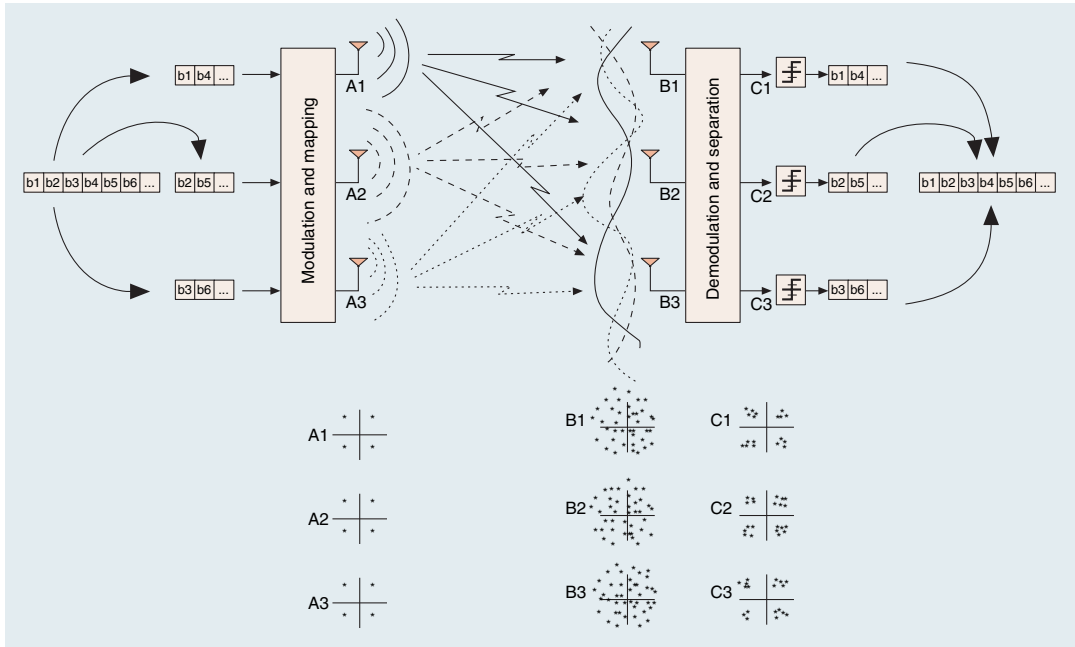 b1 b4 ...
A1
B1
C1
b1 b4 ...
b1 b2 b3 b4 b5 b6 ...
b2 b5 ...
Modulation and mapping
A2
B2
Demodulation and separation
C2
b2 b5 ...
b1 b2 b3 b4 b5 b6 ...
b3 b6 ...
A3
B3
C3
b3 b6 ...
A1
B1
C1
A2
B2
C2
A3
B3
C3